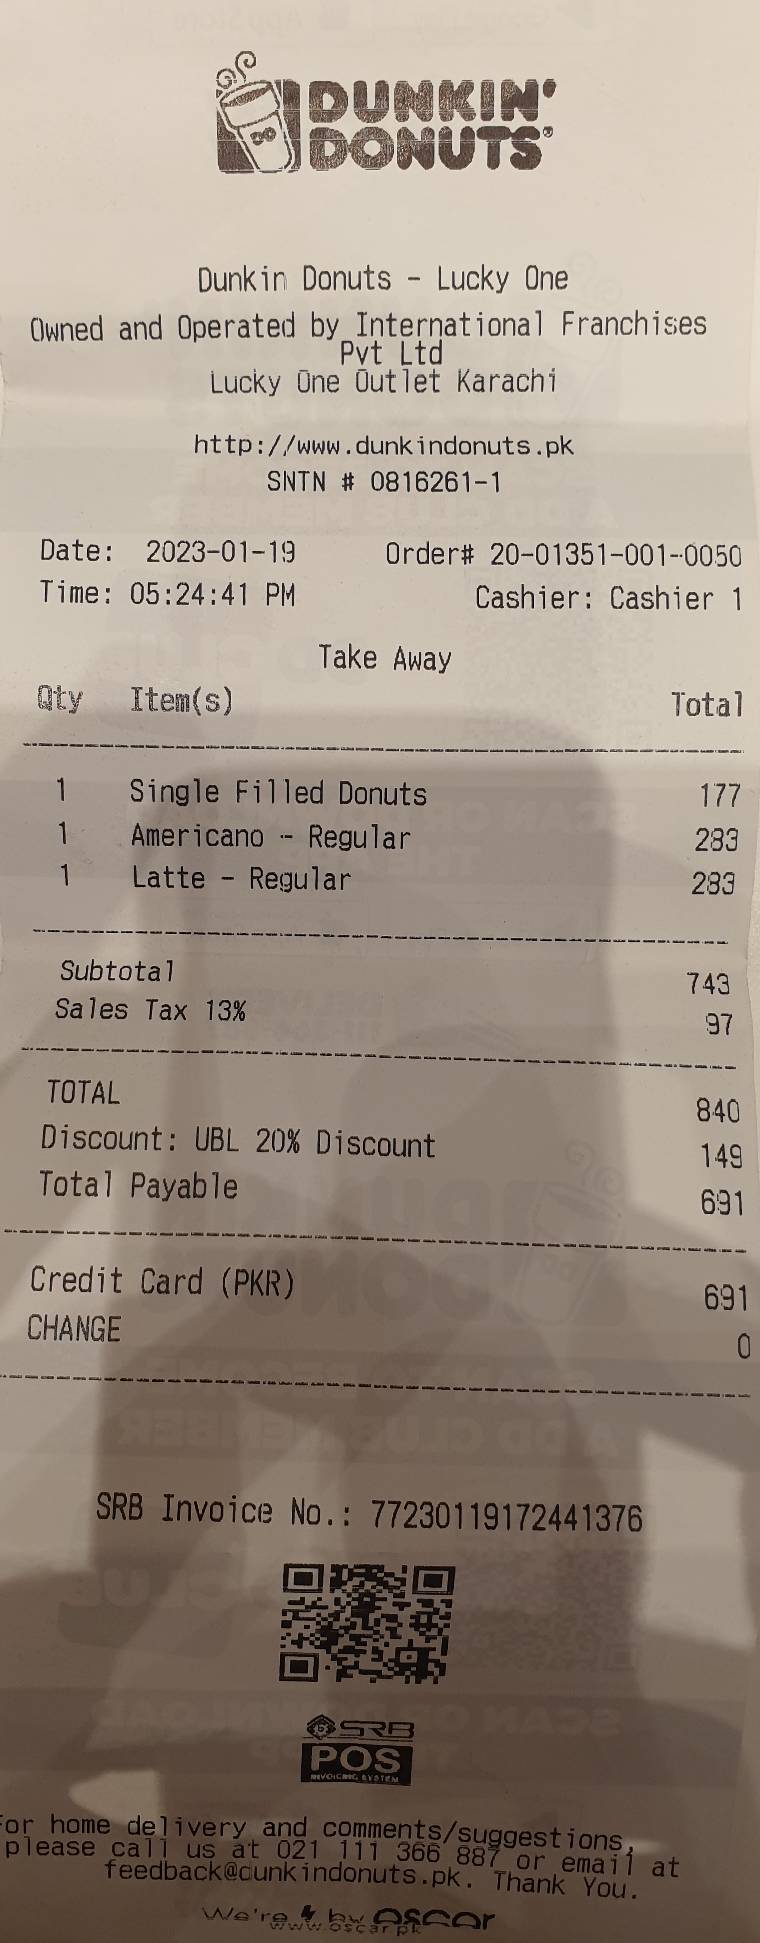 DUNKIN'
DONUTS®
Dunkin Donuts - Lucky One
Owned and Operated by International Franchises
Pvt Ltd
Lucky One Outlet Karachi
http://www.dunkindonuts.pk
SNTN # 0816261-1
Date: 2023-01-19 Order# 20-01351-001-0050
Time: 05:24:41 PM Cashier: Cashier 1
Take Away
Qty Item(s) Total
1 Single Filled Donuts 177
1 Americano - Regular 283
1 Latte - Regular 283
Subtotal 743
Sales Tax 13% 97
TOTAL 840
Discount: UBL 20% Discount 149
Total Payable 691
Credit Card (PKR) 691
CHANGE 0
SRB Invoice No.: 77230119172441376
SRB
POS
INVOICING SYSTEM
For home delivery and comments/suggestions,
please call us at 021 111 366 887 or email at
feedback@dunkindonuts.pk. Thank You.
We're by oscar
www.oscar.pk